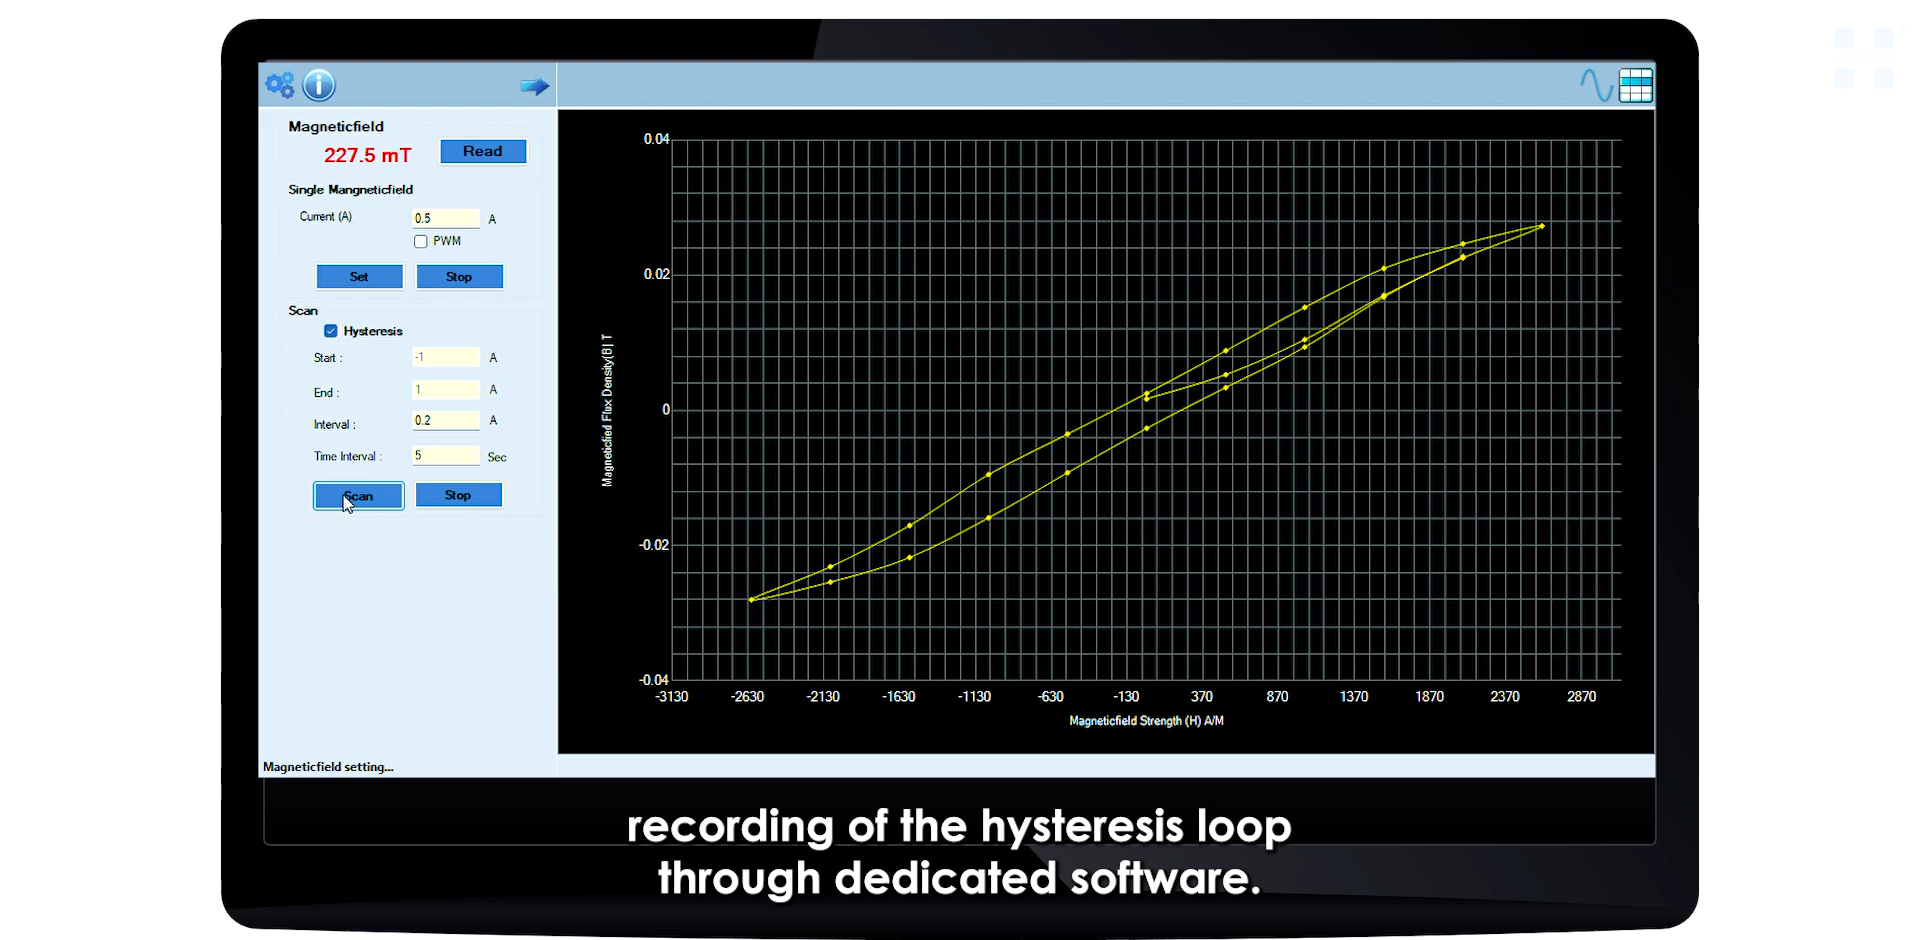 Magneticfield
227.5 mT
Read
Single Mangneticfield
Current (A)
0.5
A
PWM
Set
Stop
Scan
Hysteresis
Start :
-1
A
End :
1
A
Interval :
0.2
A
Time Interval :
5
Sec
Scan
Stop
Magneticfield setting...
0.04
0.02
0
-0.02
-0.04
Magneticfied Flux Density(B) T
-3130 -2630 -2130 -1630 -1130 -630 -130 370 870 1370 1870 2370 2870
Magneticfield Strength (H) A/M
recording of the hysteresis loop
through dedicated software.